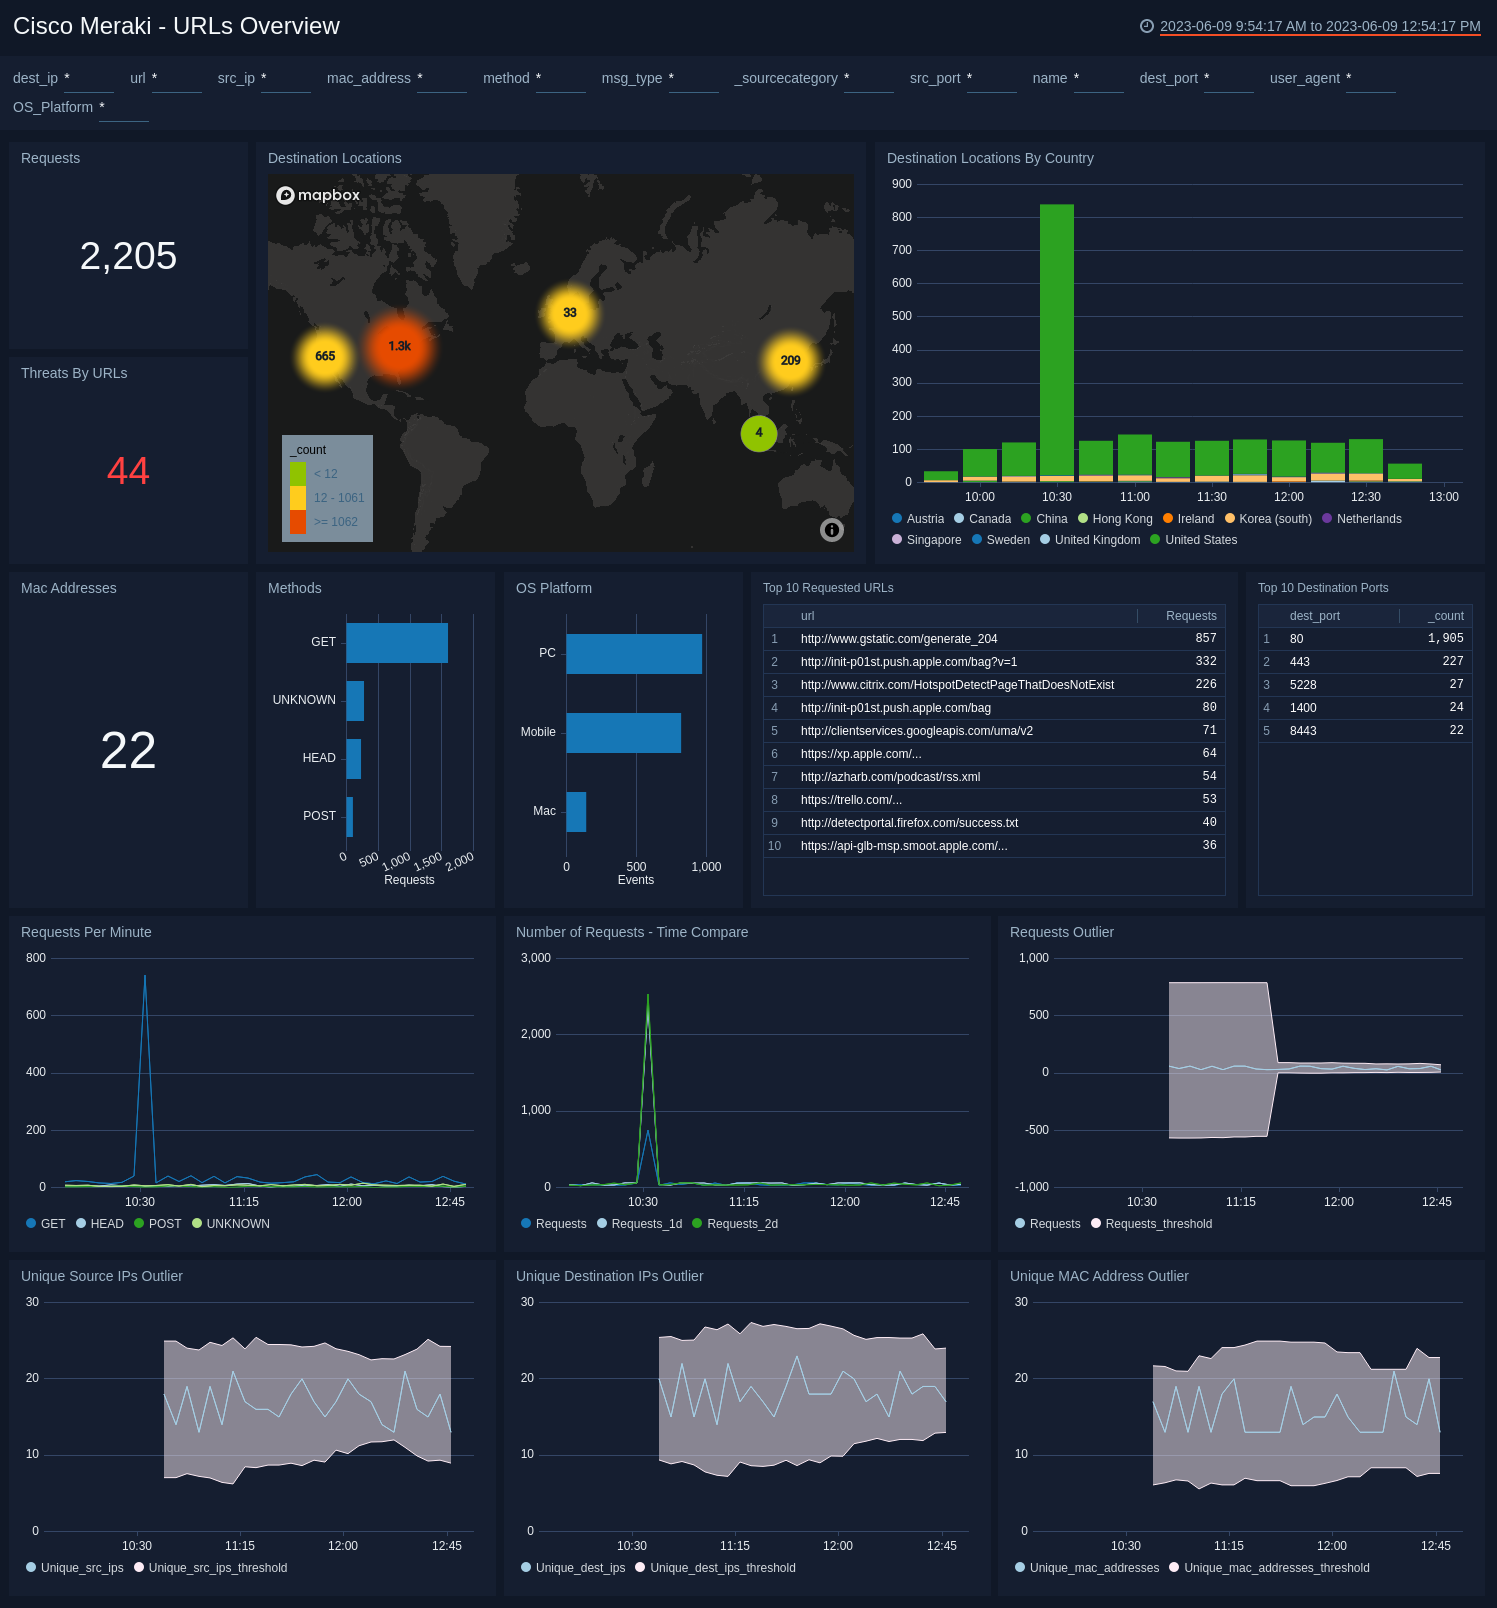 Cisco Meraki - URLs Overview
2023-06-09 9:54:17 AM to 2023-06-09 12:54:17 PM
dest_ip * url * src_ip * mac_address * method * msg_type * _sourcecategory * src_port * name * dest_port * user_agent *
OS_Platform *
Requests
2,205
Threats By URLs
44
Destination Locations
mapbox
665
1.3k
33
209
4
_count
< 12
12 - 1061
>= 1062
Destination Locations By Country
900
800
700
600
500
400
300
200
100
0
10:00 10:30 11:00 11:30 12:00 12:30 13:00
Austria Canada China Hong Kong Ireland Korea (south) Netherlands
Singapore Sweden United Kingdom United States
Mac Addresses
22
Methods
GET
UNKNOWN
HEAD
POST
0 500 1,000 1,500 2,000
Requests
OS Platform
PC
Mobile
Mac
0 500 1,000
Events
Top 10 Requested URLs
url Requests
1 http://www.gstatic.com/generate_204 857
2 http://init-p01st.push.apple.com/bag?v=1 332
3 http://www.citrix.com/HotspotDetectPageThatDoesNotExist 226
4 http://init-p01st.push.apple.com/bag 80
5 http://clientservices.googleapis.com/uma/v2 71
6 https://xp.apple.com/... 64
7 http://azharb.com/podcast/rss.xml 54
8 https://trello.com/... 53
9 http://detectportal.firefox.com/success.txt 40
10 https://api-glb-msp.smoot.apple.com/... 36
Top 10 Destination Ports
dest_port _count
1 80 1,905
2 443 227
3 5228 27
4 1400 24
5 8443 22
Requests Per Minute
800
600
400
200
0
10:30 11:15 12:00 12:45
GET HEAD POST UNKNOWN
Number of Requests - Time Compare
3,000
2,000
1,000
0
10:30 11:15 12:00 12:45
Requests Requests_1d Requests_2d
Requests Outlier
1,000
500
0
-500
-1,000
10:30 11:15 12:00 12:45
Requests Requests_threshold
Unique Source IPs Outlier
30
20
10
0
10:30 11:15 12:00 12:45
Unique_src_ips Unique_src_ips_threshold
Unique Destination IPs Outlier
30
20
10
0
10:30 11:15 12:00 12:45
Unique_dest_ips Unique_dest_ips_threshold
Unique MAC Address Outlier
30
20
10
0
10:30 11:15 12:00 12:45
Unique_mac_addresses Unique_mac_addresses_threshold